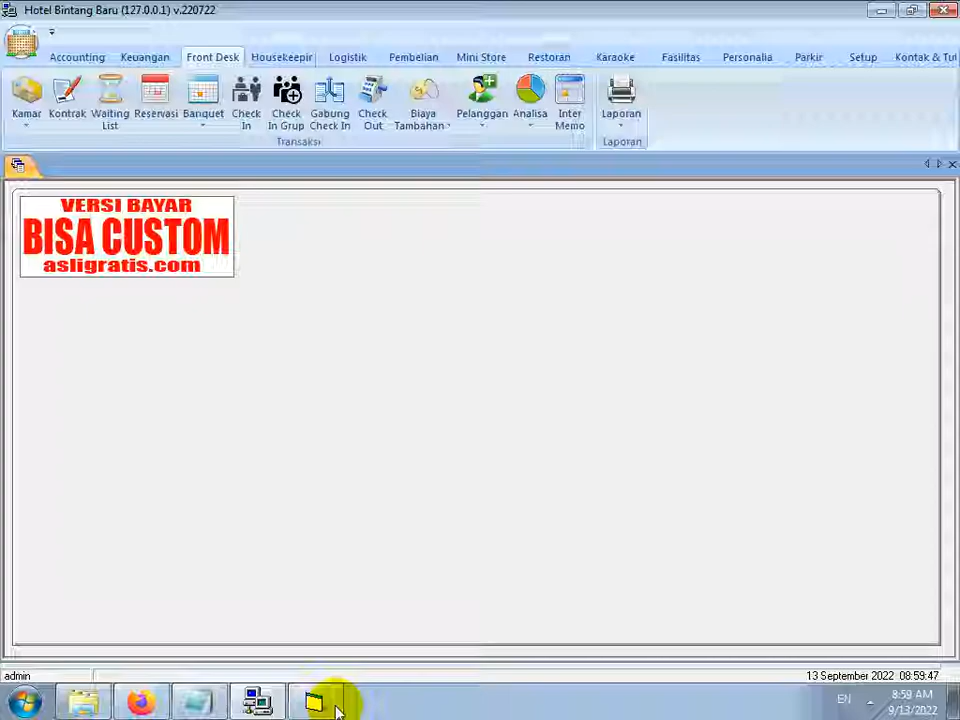 Hotel Bintang Baru (127.0.0.1) v.220722
Accounting Keuangan Front Desk Housekeepir Logistik Pembelian Mini Store Restoran Karaoke Fasilitas Personalia Parkir Setup Kontak & Tut
Kamar
Kontrak
Waiting
List
Reservasi
Banquet
Check
In
Check
In Grup
Gabung
Check In
Check
Out
Biaya
Tambahan
Pelanggan
Analisa
Inter
Memo
Laporan
Transaksi
Laporan
VERSI BAYAR
BISA CUSTOM
asligratis.com
admin
13 September 2022 08:59:47
EN
8:59 AM
9/13/2022